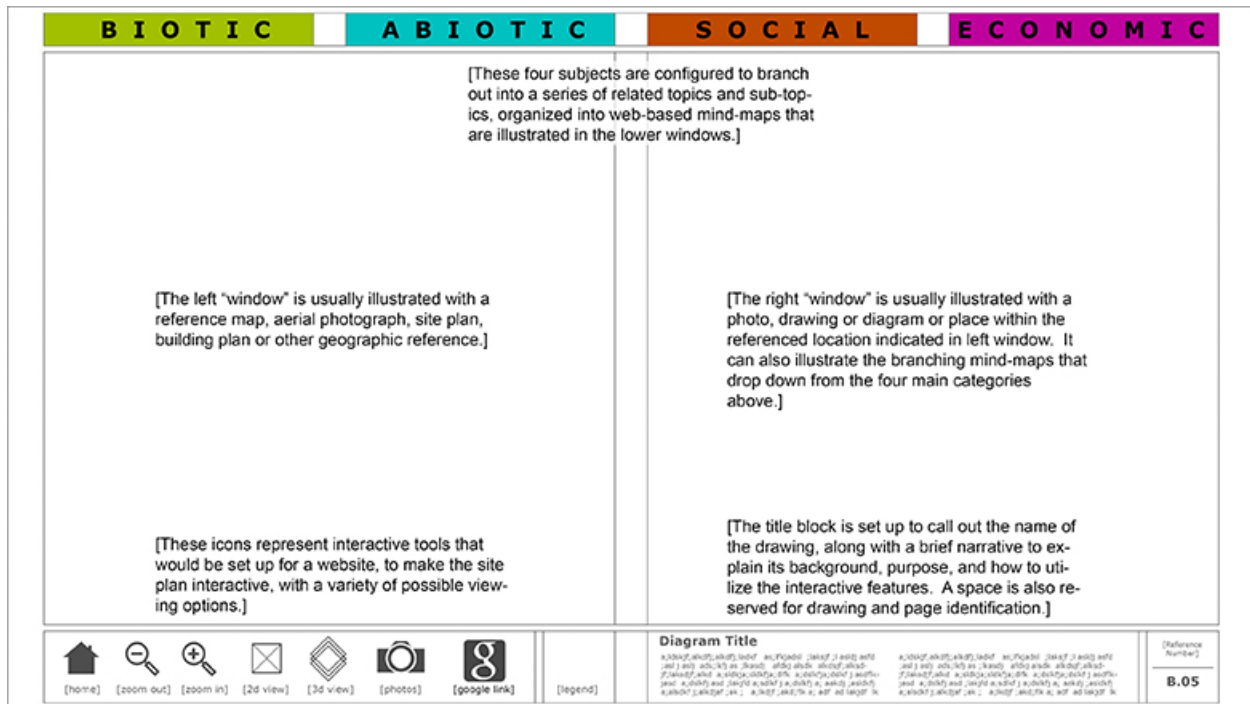 BIOTIC ABIOTIC SOCIAL ECONOMIC
[These four subjects are configured to branch
out into a series of related topics and sub-top-
ics, organized into web-based mind-maps that
are illustrated in the lower windows.]
[The left “window” is usually illustrated with a
reference map, aerial photograph, site plan,
building plan or other geographic reference.]
[The right “window” is usually illustrated with a
photo, drawing or diagram or place within the
referenced location indicated in left window.  It
can also illustrate the branching mind-maps that
drop down from the four main categories
above.]
[These icons represent interactive tools that
would be set up for a website, to make the site
plan interactive, with a variety of possible view-
ing options.]
[The title block is set up to call out the name of
the drawing, along with a brief narrative to ex-
plain its background, purpose, and how to uti-
lize the interactive features.  A space is also re-
served for drawing and page identification.]
[home] [zoom out] [zoom in] [2d view] [3d view] [photos] [google link] [legend]
g
Diagram Title
[Reference
Number]
B.05